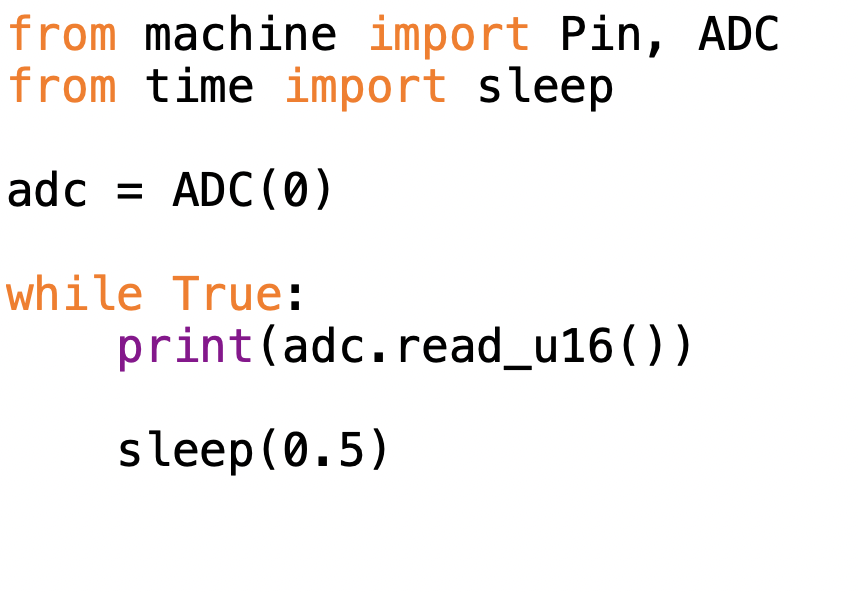 from machine import Pin, ADC
from time import sleep

adc = ADC(0)

while True:
    print(adc.read_u16())

    sleep(0.5)